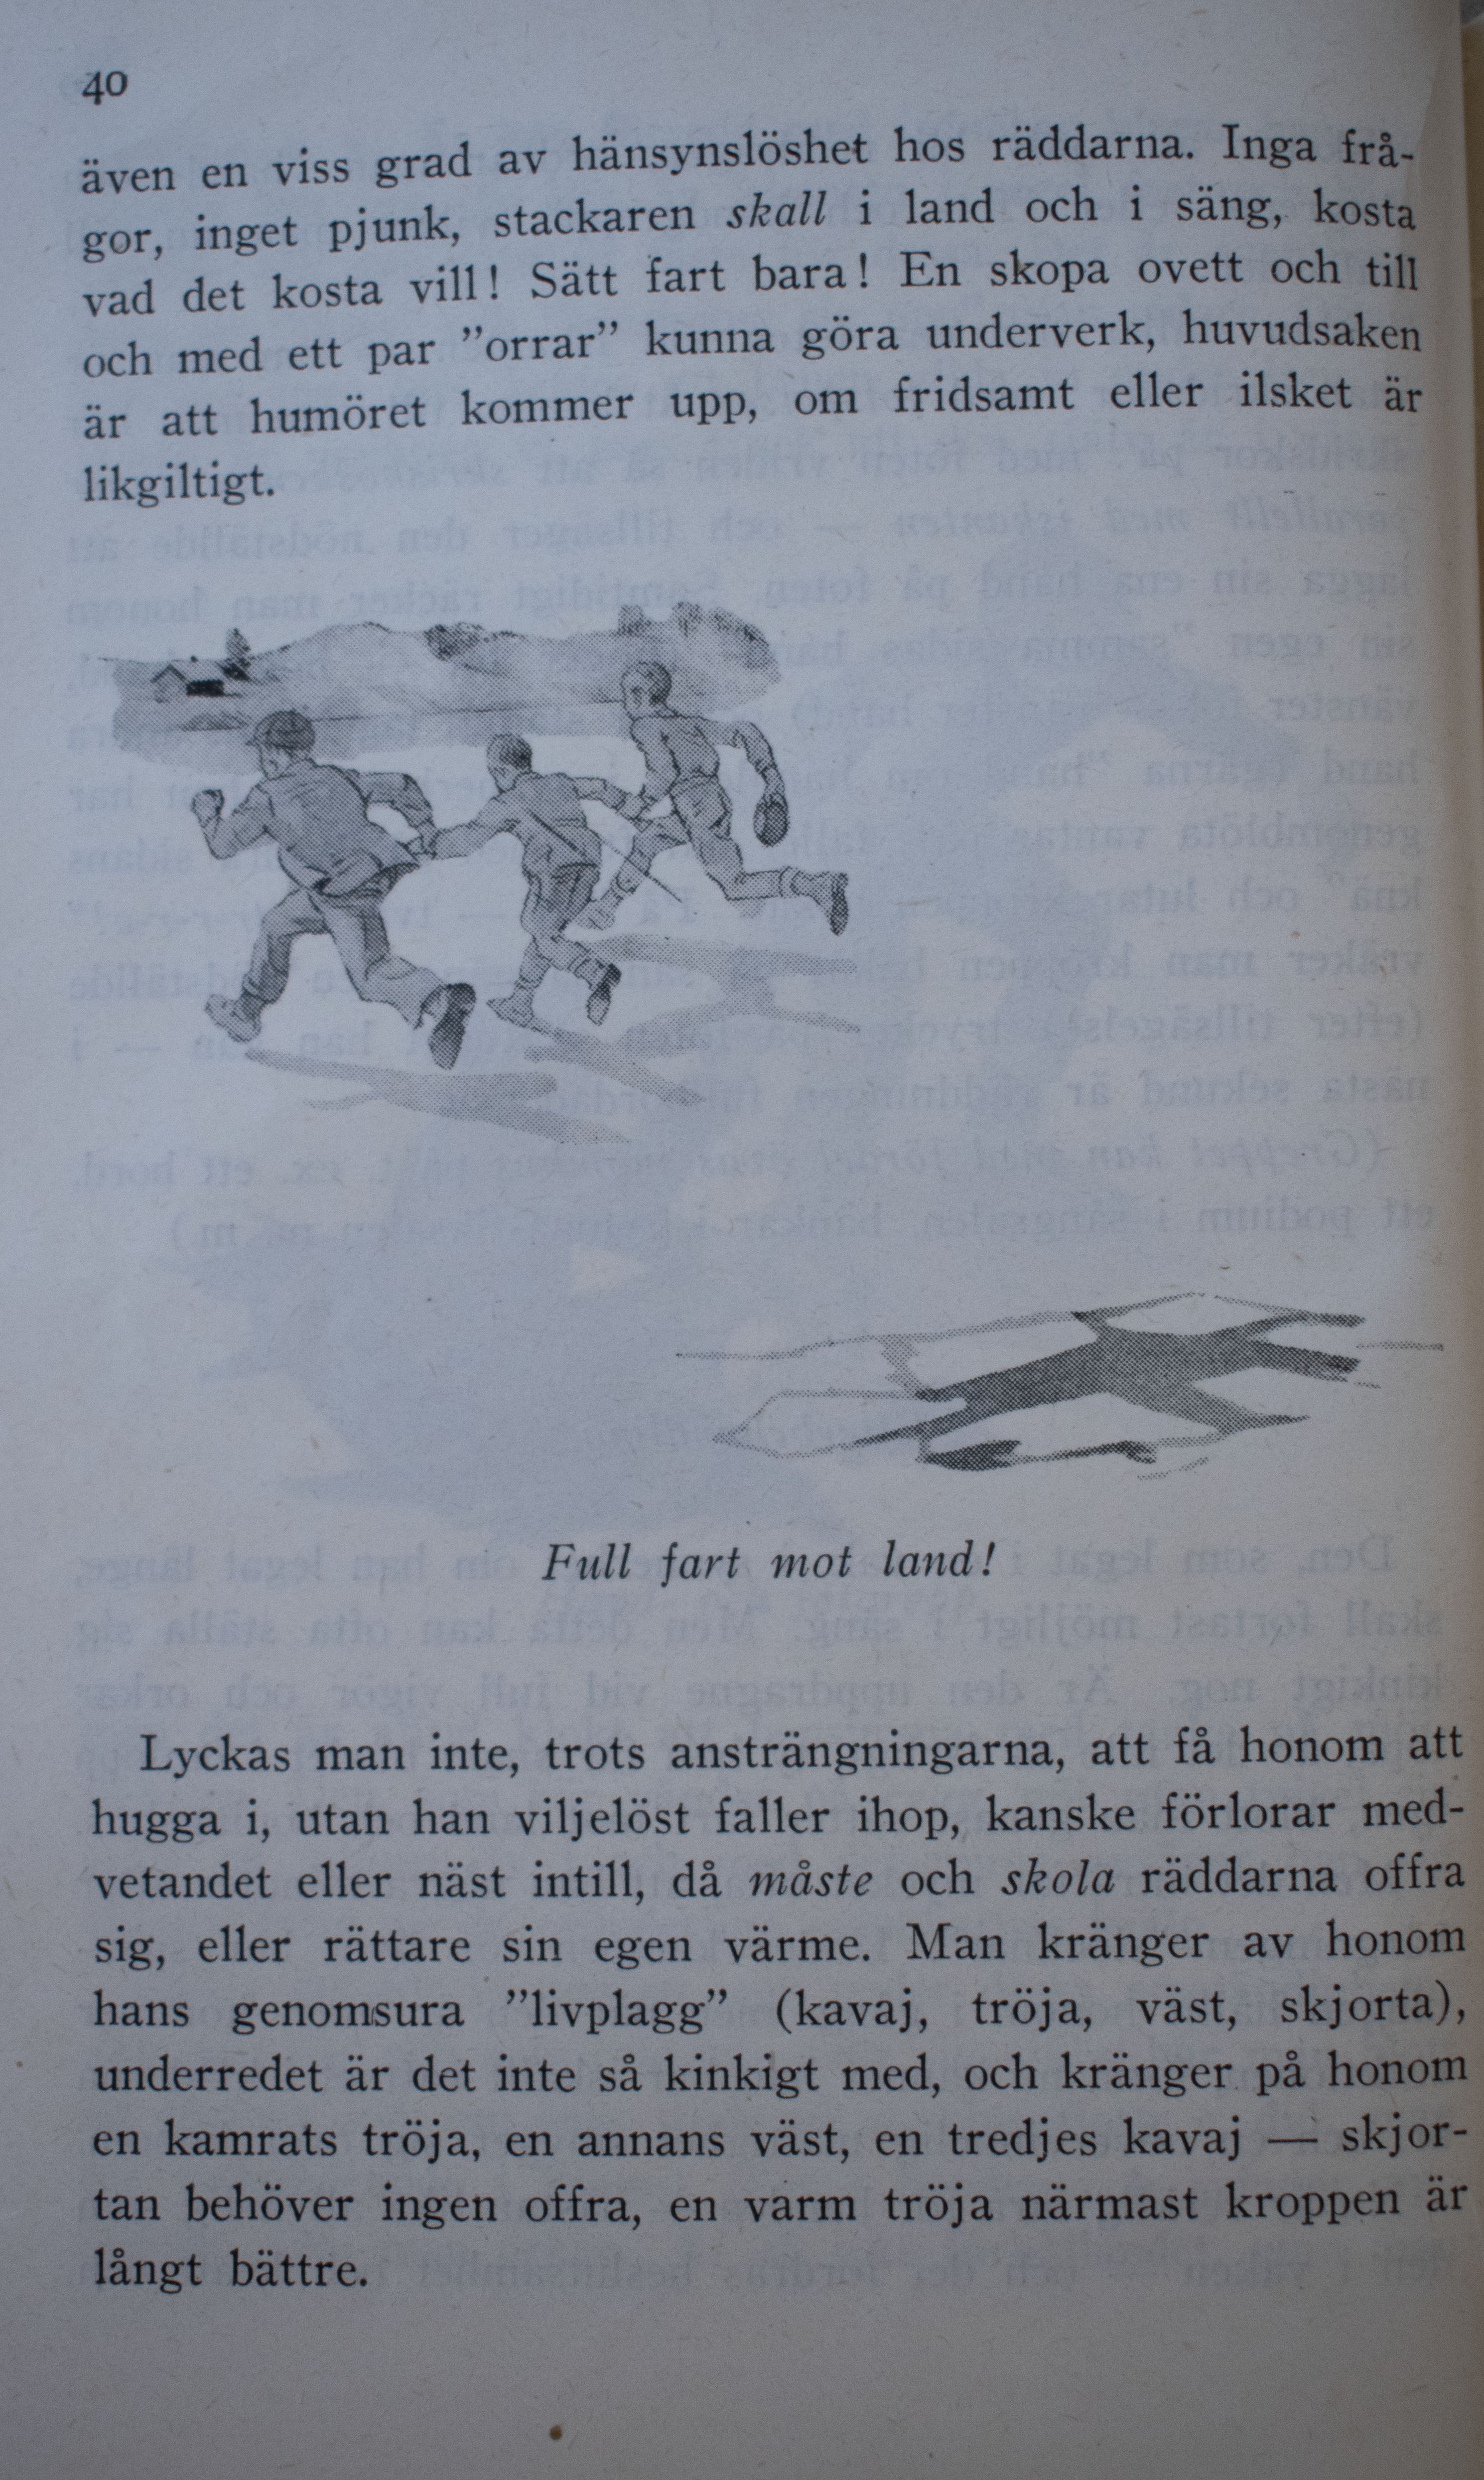 40
även en viss grad av hänsynslöshet hos räddarna. Inga frå-
gor, inget pjunk, stackaren skall i land och i säng, kosta
vad det kosta vill! Sätt fart bara! En skopa ovett och till
och med ett par ”orrar” kunna göra underverk, huvudsaken
är att humöret kommer upp, om fridsamt eller ilsket är
likgiltigt.
Full fart mot land!
Lyckas man inte, trots ansträngningarna, att få honom att
hugga i, utan han viljelöst faller ihop, kanske förlorar med-
vetandet eller näst intill, då måste och skola räddarna offra
sig, eller rättare sin egen värme. Man kränger av honom
hans genomsura ”livplagg” (kavaj, tröja, väst, skjorta),
underredet är det inte så kinkigt med, och kränger på honom
en kamrats tröja, en annans väst, en tredjes kavaj — skjor-
tan behöver ingen offra, en varm tröja närmast kroppen är
långt bättre.